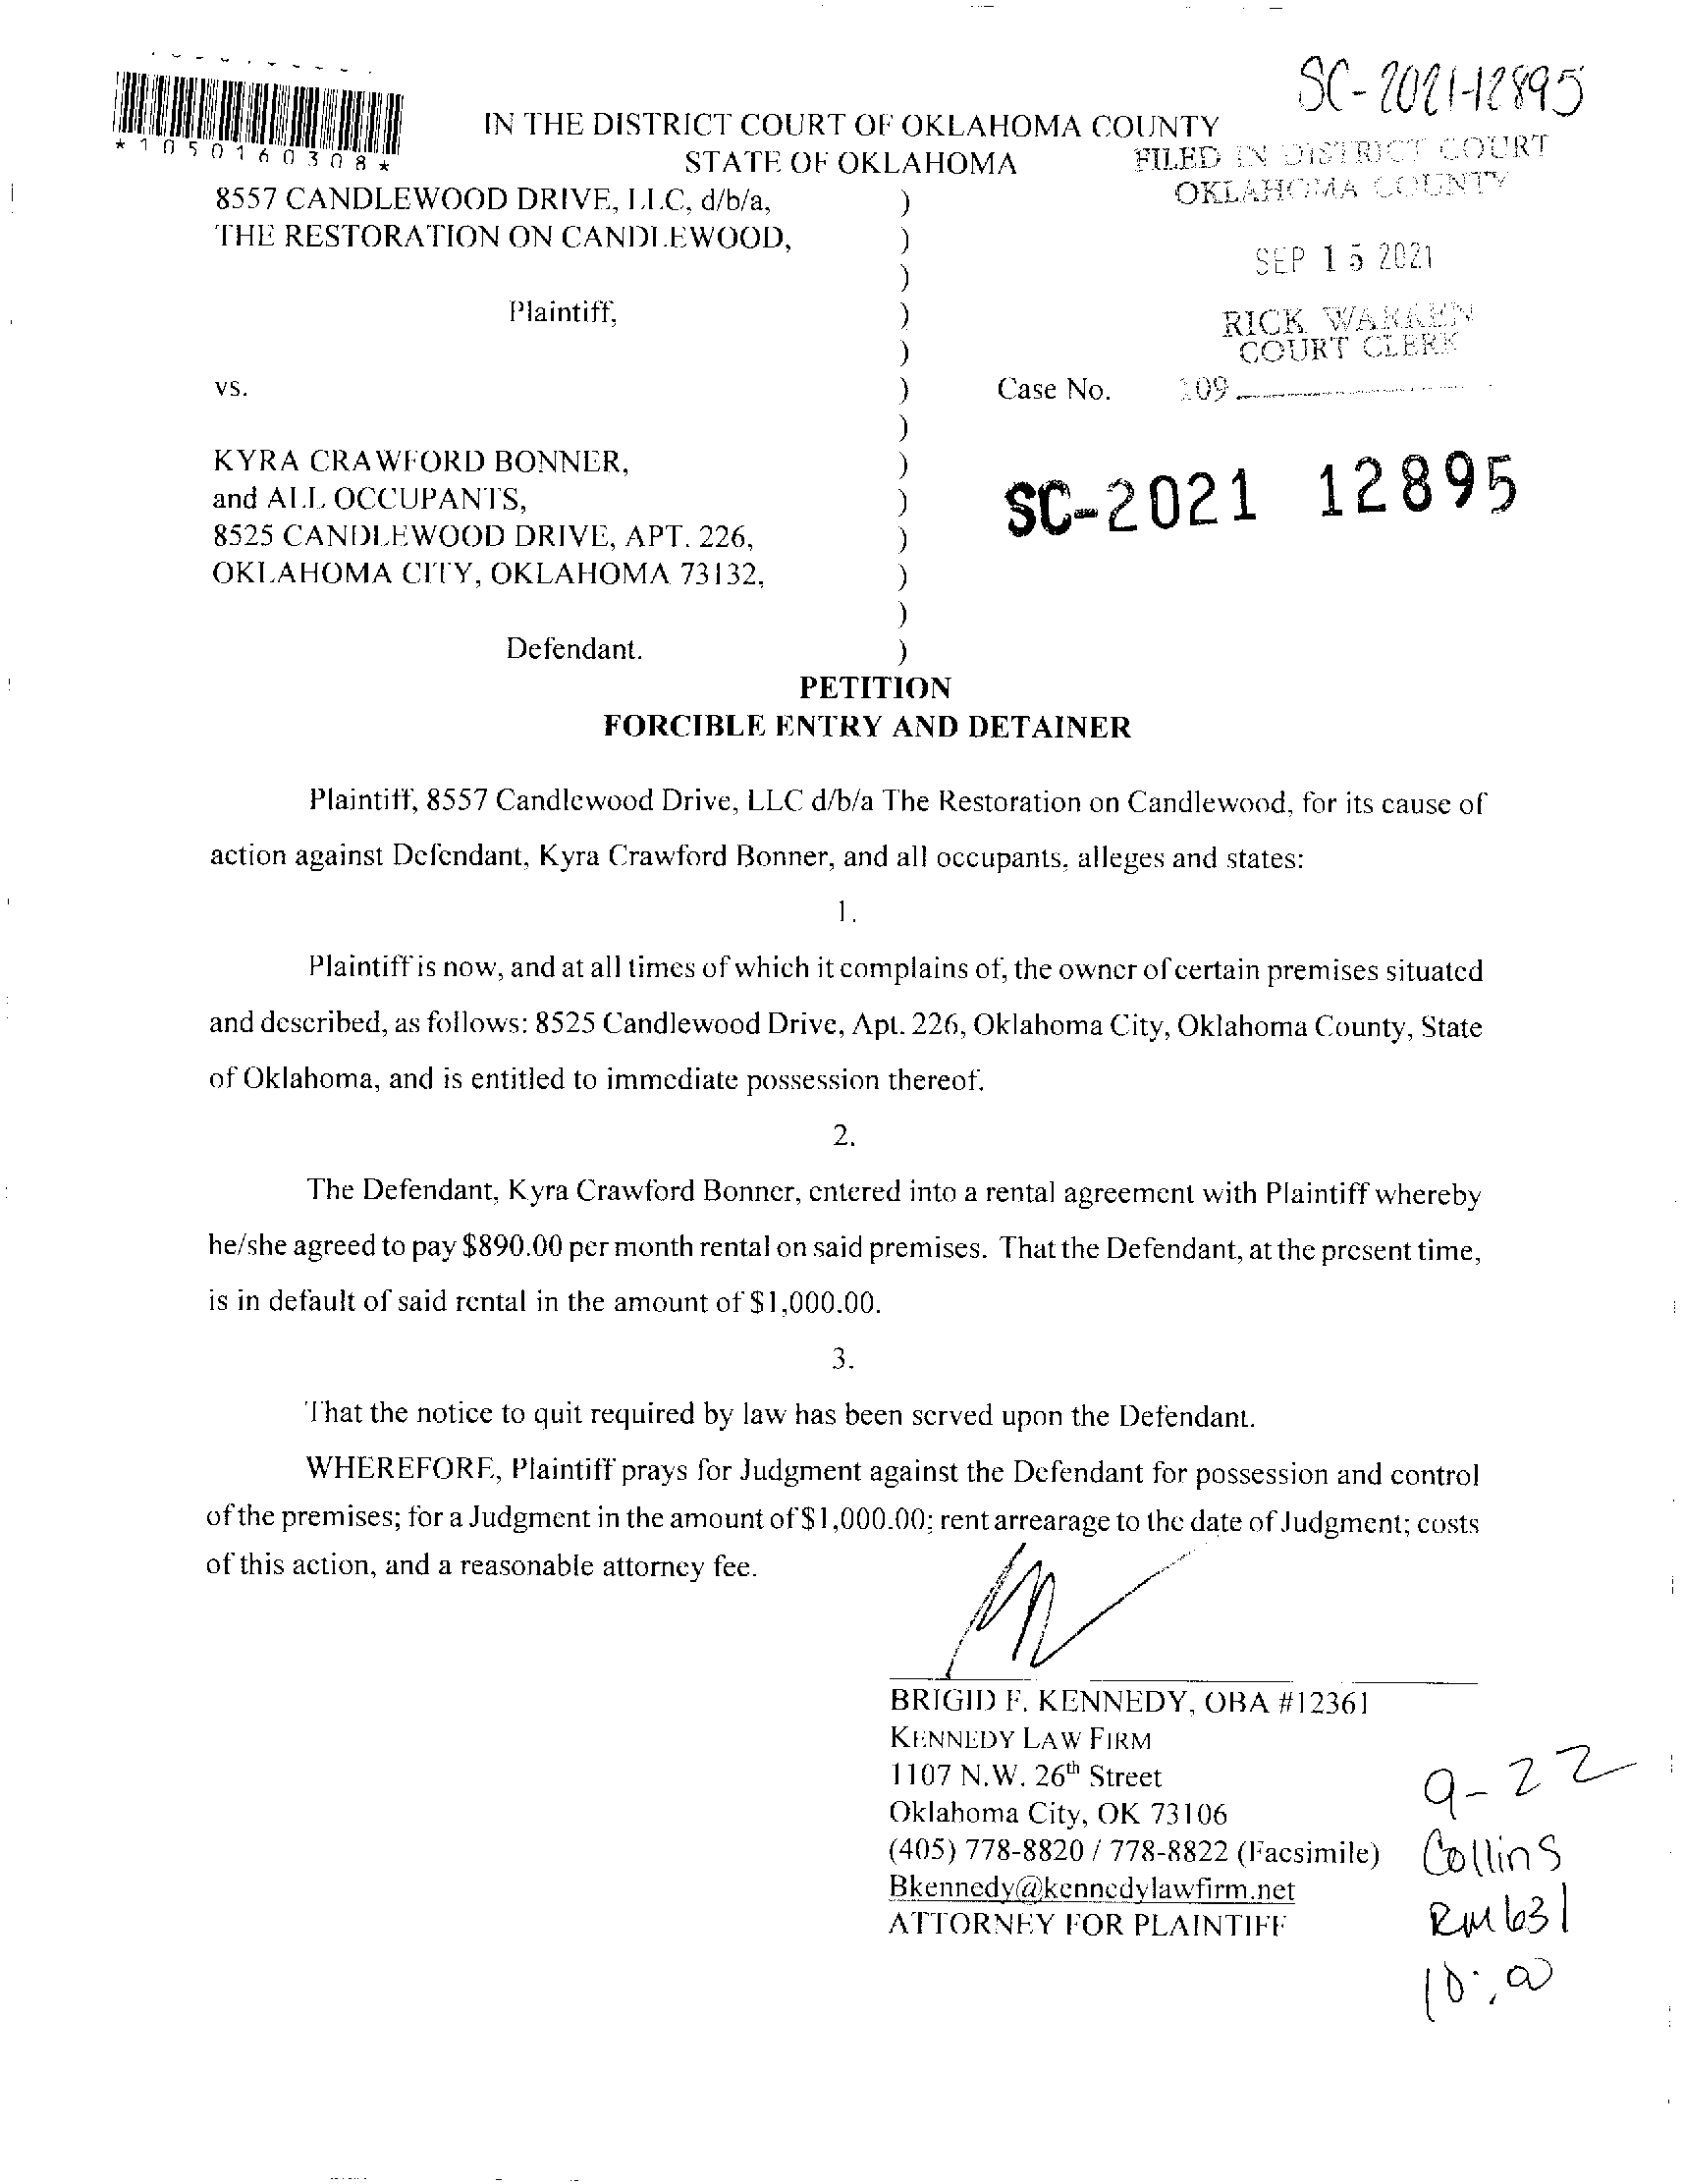 SC-2021-12895
*1050160308*
IN THE DISTRICT COURT OF OKLAHOMA COUNTY
STATE OF OKLAHOMA
FILED IN DISTRICT COURT
OKLAHOMA COUNTY
SEP 15 2021
RICK WARREN
COURT CLERK
109
8557 CANDLEWOOD DRIVE, LLC, d/b/a, )
THE RESTORATION ON CANDLEWOOD, )
)
Plaintiff, )
)
vs. ) Case No.
)
KYRA CRAWFORD BONNER, )
and ALL OCCUPANTS, )
8525 CANDLEWOOD DRIVE, APT. 226, )
OKLAHOMA CITY, OKLAHOMA 73132, )
)
Defendant. )
SC-2021 12895
PETITION
FORCIBLE ENTRY AND DETAINER
Plaintiff, 8557 Candlewood Drive, LLC d/b/a The Restoration on Candlewood, for its cause of
action against Defendant, Kyra Crawford Bonner, and all occupants, alleges and states:
1.
Plaintiff is now, and at all times of which it complains of, the owner of certain premises situated
and described, as follows: 8525 Candlewood Drive, Apt. 226, Oklahoma City, Oklahoma County, State
of Oklahoma, and is entitled to immediate possession thereof.
2.
The Defendant, Kyra Crawford Bonner, entered into a rental agreement with Plaintiff whereby
he/she agreed to pay $890.00 per month rental on said premises. That the Defendant, at the present time,
is in default of said rental in the amount of $1,000.00.
3.
That the notice to quit required by law has been served upon the Defendant.
WHEREFORE, Plaintiff prays for Judgment against the Defendant for possession and control
of the premises; for a Judgment in the amount of $1,000.00; rent arrearage to the date of Judgment; costs
of this action, and a reasonable attorney fee.
BRIGID F. KENNEDY, OBA #12361
KENNEDY LAW FIRM
1107 N.W. 26th Street
Oklahoma City, OK 73106
(405) 778-8820 / 778-8822 (Facsimile)
Bkennedy@kennedylawfirm.net
ATTORNEY FOR PLAINTIFF
9-22
Collins
RM 631
10:00